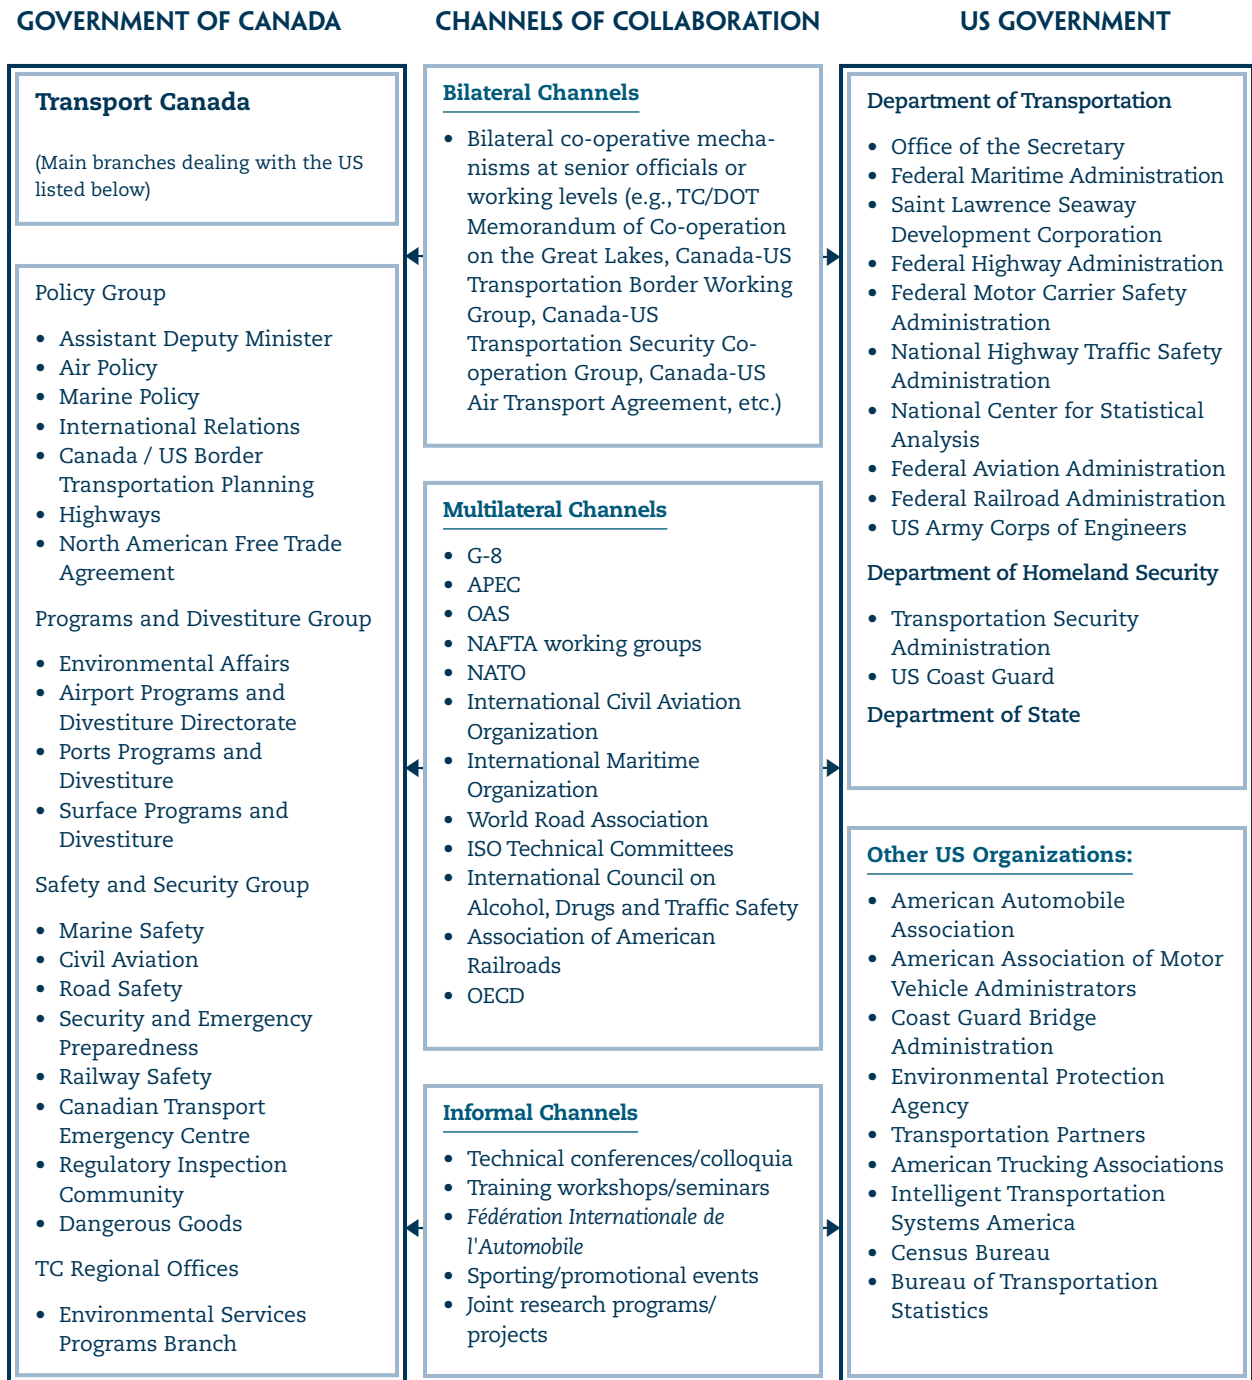 GOVERNMENT OF CANADA
CHANNELS OF COLLABORATION
US GOVERNMENT
Transport Canada
(Main branches dealing with the US
listed below)
Policy Group
• Assistant Deputy Minister
• Air Policy
• Marine Policy
• International Relations
• Canada / US Border
Transportation Planning
• Highways
• North American Free Trade
Agreement
Programs and Divestiture Group
• Environmental Affairs
• Airport Programs and
Divestiture Directorate
• Ports Programs and
Divestiture
• Surface Programs and
Divestiture
Safety and Security Group
• Marine Safety
• Civil Aviation
• Road Safety
• Security and Emergency
Preparedness
• Railway Safety
• Canadian Transport
Emergency Centre
• Regulatory Inspection
Community
• Dangerous Goods
TC Regional Offices
• Environmental Services
Programs Branch
Bilateral Channels
• Bilateral co-operative mecha-
nisms at senior officials or
working levels (e.g., TC/DOT
Memorandum of Co-operation
on the Great Lakes, Canada-US
Transportation Border Working
Group, Canada-US
Transportation Security Co-
operation Group, Canada-US
Air Transport Agreement, etc.)
Multilateral Channels
• G-8
• APEC
• OAS
• NAFTA working groups
• NATO
• International Civil Aviation
Organization
• International Maritime
Organization
• World Road Association
• ISO Technical Committees
• International Council on
Alcohol, Drugs and Traffic Safety
• Association of American
Railroads
• OECD
Informal Channels
• Technical conferences/colloquia
• Training workshops/seminars
• Fédération Internationale de
l'Automobile
• Sporting/promotional events
• Joint research programs/
projects
Department of Transportation
• Office of the Secretary
• Federal Maritime Administration
• Saint Lawrence Seaway
Development Corporation
• Federal Highway Administration
• Federal Motor Carrier Safety
Administration
• National Highway Traffic Safety
Administration
• National Center for Statistical
Analysis
• Federal Aviation Administration
• Federal Railroad Administration
• US Army Corps of Engineers
Department of Homeland Security
• Transportation Security
Administration
• US Coast Guard
Department of State
Other US Organizations:
• American Automobile
Association
• American Association of Motor
Vehicle Administrators
• Coast Guard Bridge
Administration
• Environmental Protection
Agency
• Transportation Partners
• American Trucking Associations
• Intelligent Transportation
Systems America
• Census Bureau
• Bureau of Transportation
Statistics